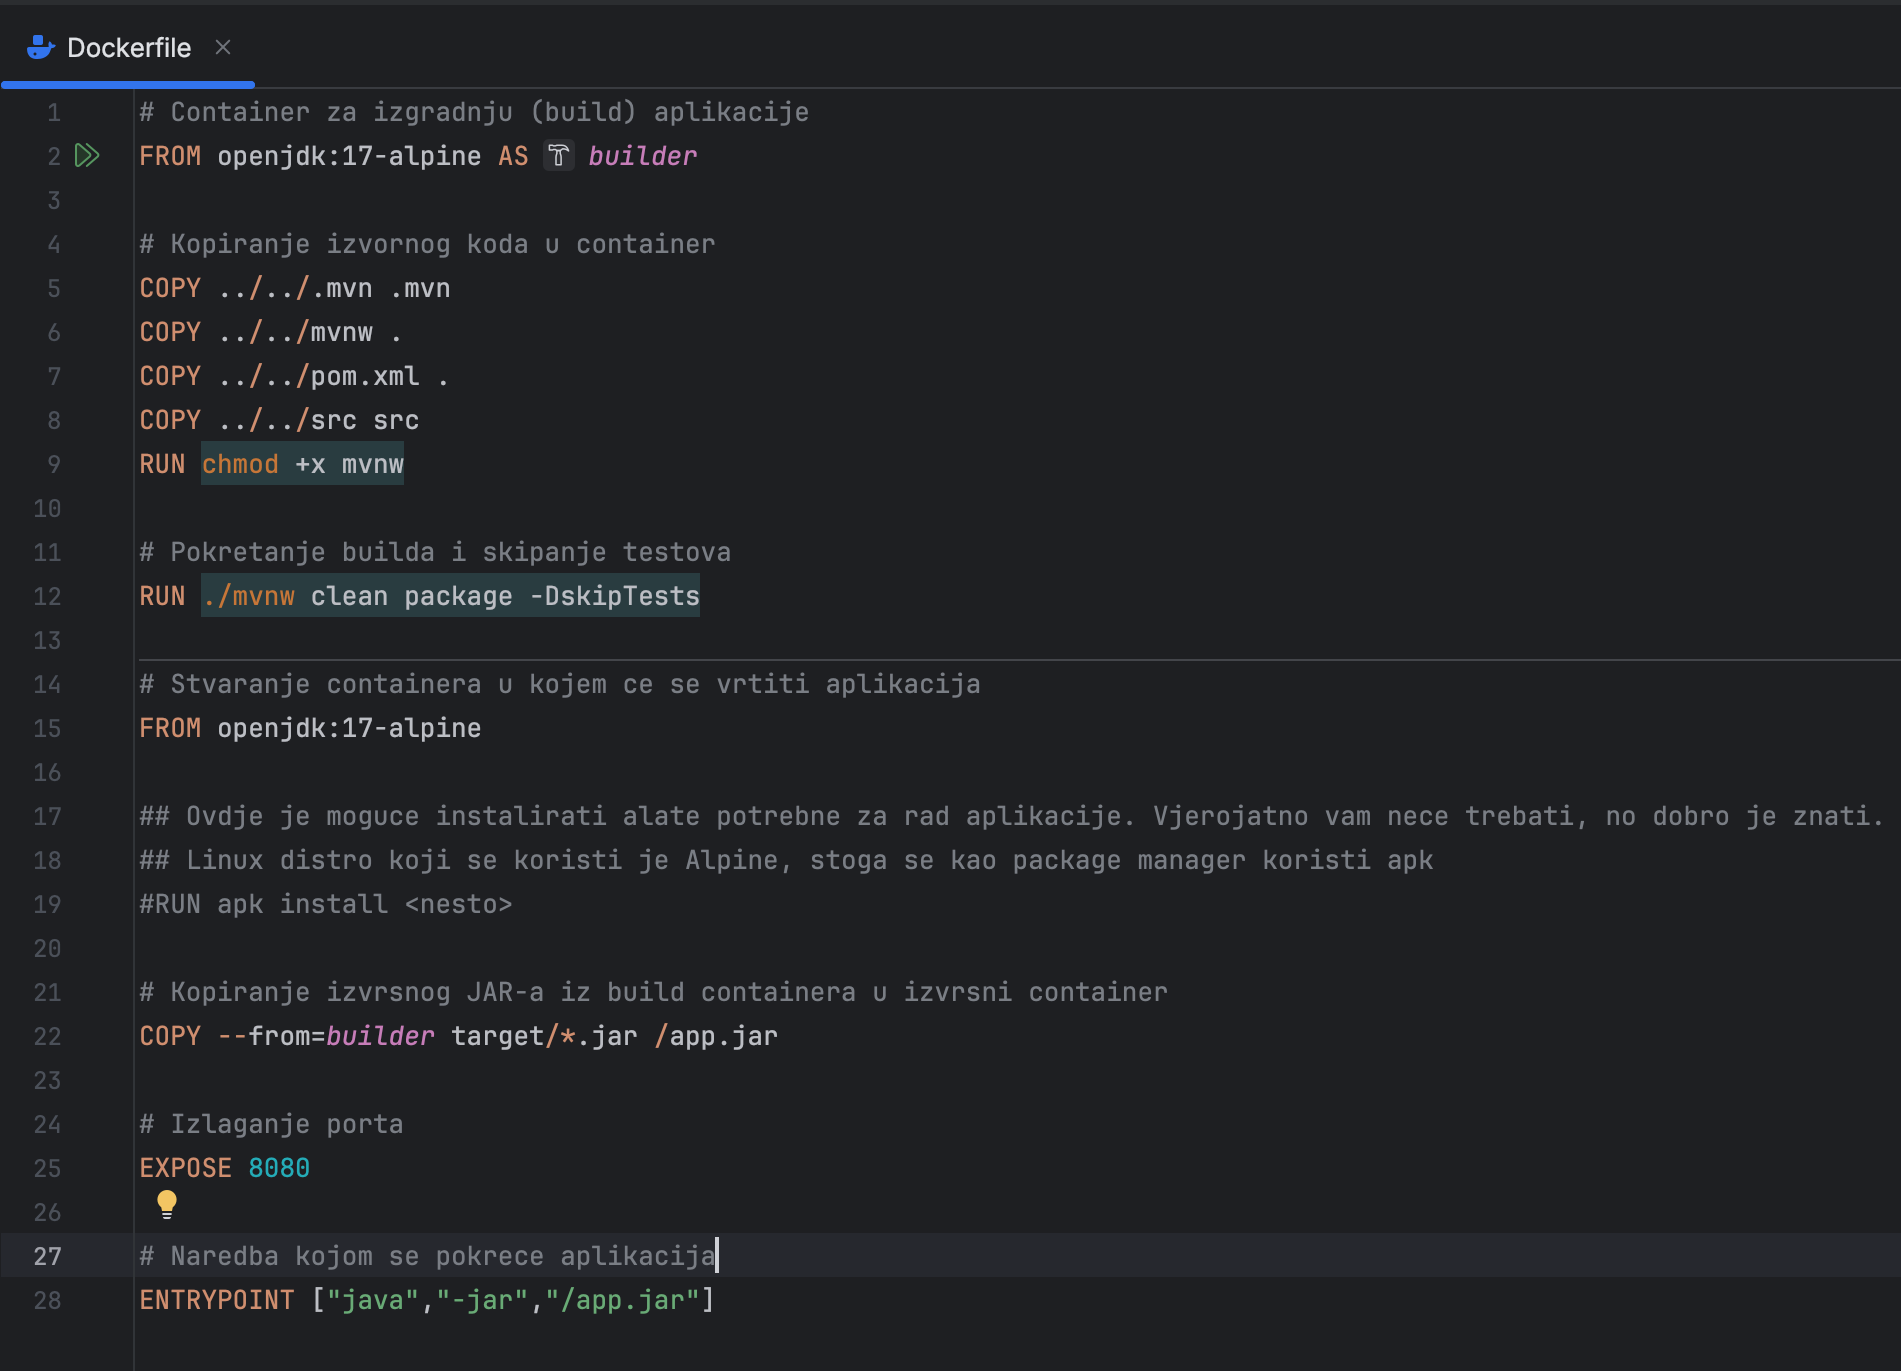 Dockerfile
1 # Container za izgradnju (build) aplikacije
2 FROM openjdk:17-alpine AS builder
3
4 # Kopiranje izvornog koda u container
5 COPY ../../.mvn .mvn
6 COPY ../../mvnw .
7 COPY ../../pom.xml .
8 COPY ../../src src
9 RUN chmod +x mvnw
10
11 # Pokretanje builda i skipanje testova
12 RUN ./mvnw clean package -DskipTests
13
14 # Stvaranje containera u kojem ce se vrtiti aplikacija
15 FROM openjdk:17-alpine
16
17 ## Ovdje je moguce instalirati alate potrebne za rad aplikacije. Vjerojatno vam nece trebati, no dobro je znati.
18 ## Linux distro koji se koristi je Alpine, stoga se kao package manager koristi apk
19 #RUN apk install <nesto>
20
21 # Kopiranje izvrsnog JAR-a iz build containera u izvrsni container
22 COPY --from=builder target/*.jar /app.jar
23
24 # Izlaganje porta
25 EXPOSE 8080
26
27 # Naredba kojom se pokrece aplikacija
28 ENTRYPOINT ["java","-jar","/app.jar"]